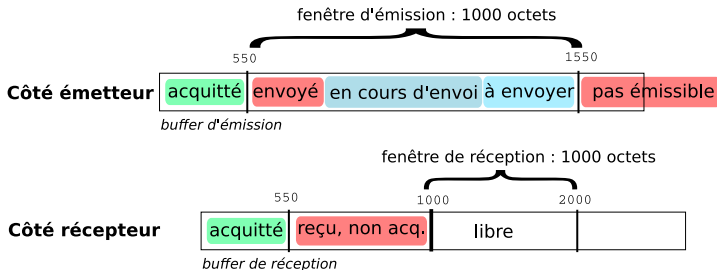 fenêtre d'émission : 1000 octets
550 1550
Côté émetteur acquitté envoyé en cours d'envoi à envoyer pas émissible
buffer d'émission
fenêtre de réception : 1000 octets
550 1000 2000
Côté récepteur acquitté reçu, non acq. libre
buffer de réception